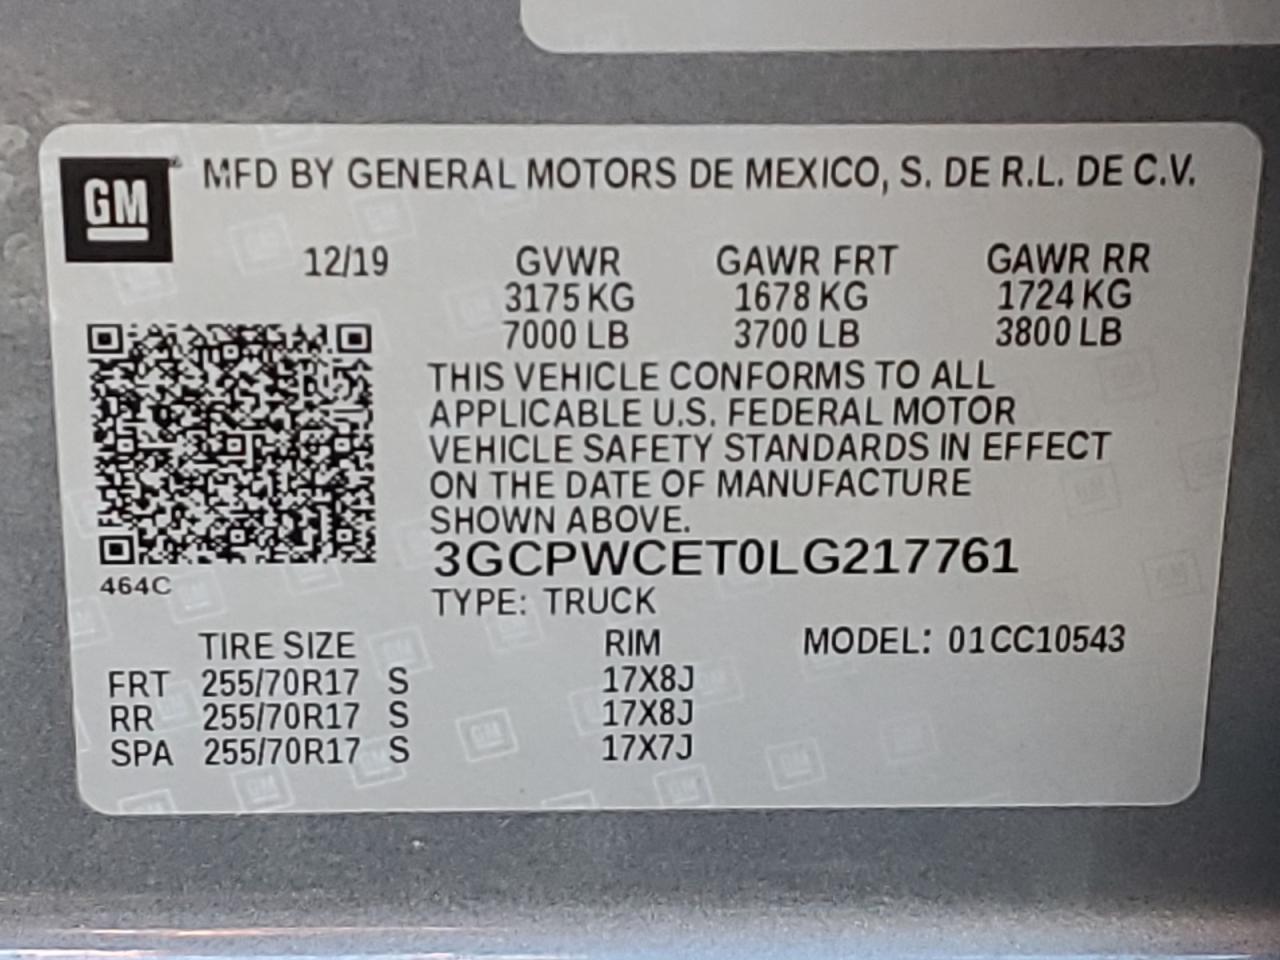 GM MFD BY GENERAL MOTORS DE MEXICO, S. DE R.L. DE C.V.
12/19 GVWR GAWR FRT GAWR RR
3175 KG 1678 KG 1724 KG
7000 LB 3700 LB 3800 LB
THIS VEHICLE CONFORMS TO ALL
APPLICABLE U.S. FEDERAL MOTOR
VEHICLE SAFETY STANDARDS IN EFFECT
ON THE DATE OF MANUFACTURE
SHOWN ABOVE.
3GCPWCET0LG217761
464C
TYPE: TRUCK
TIRE SIZE RIM MODEL: 01CC10543
FRT 255/70R17 S 17X8J
RR 255/70R17 S 17X8J
SPA 255/70R17 S 17X7J